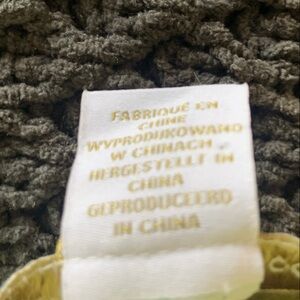 FABRIQUÉ EN
CHINE
WYPRODUKOWANO
W CHINACH
HERGESTELLT IN
CHINA
GEPRODUCEERD
IN CHINA